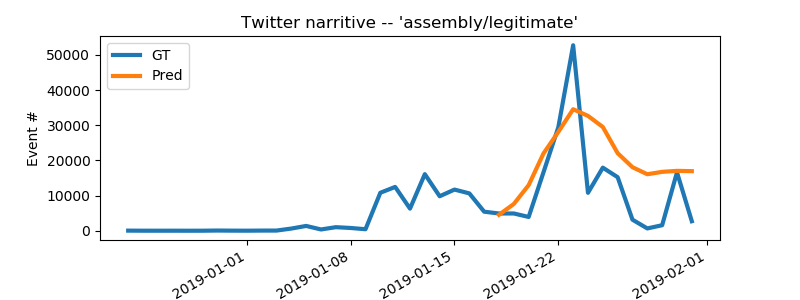 Twitter narritive -- 'assembly/legitimate'
GT
Pred
Event #
50000
40000
30000
20000
10000
0
2019-01-01
2019-01-08
2019-01-15
2019-01-22
2019-02-01